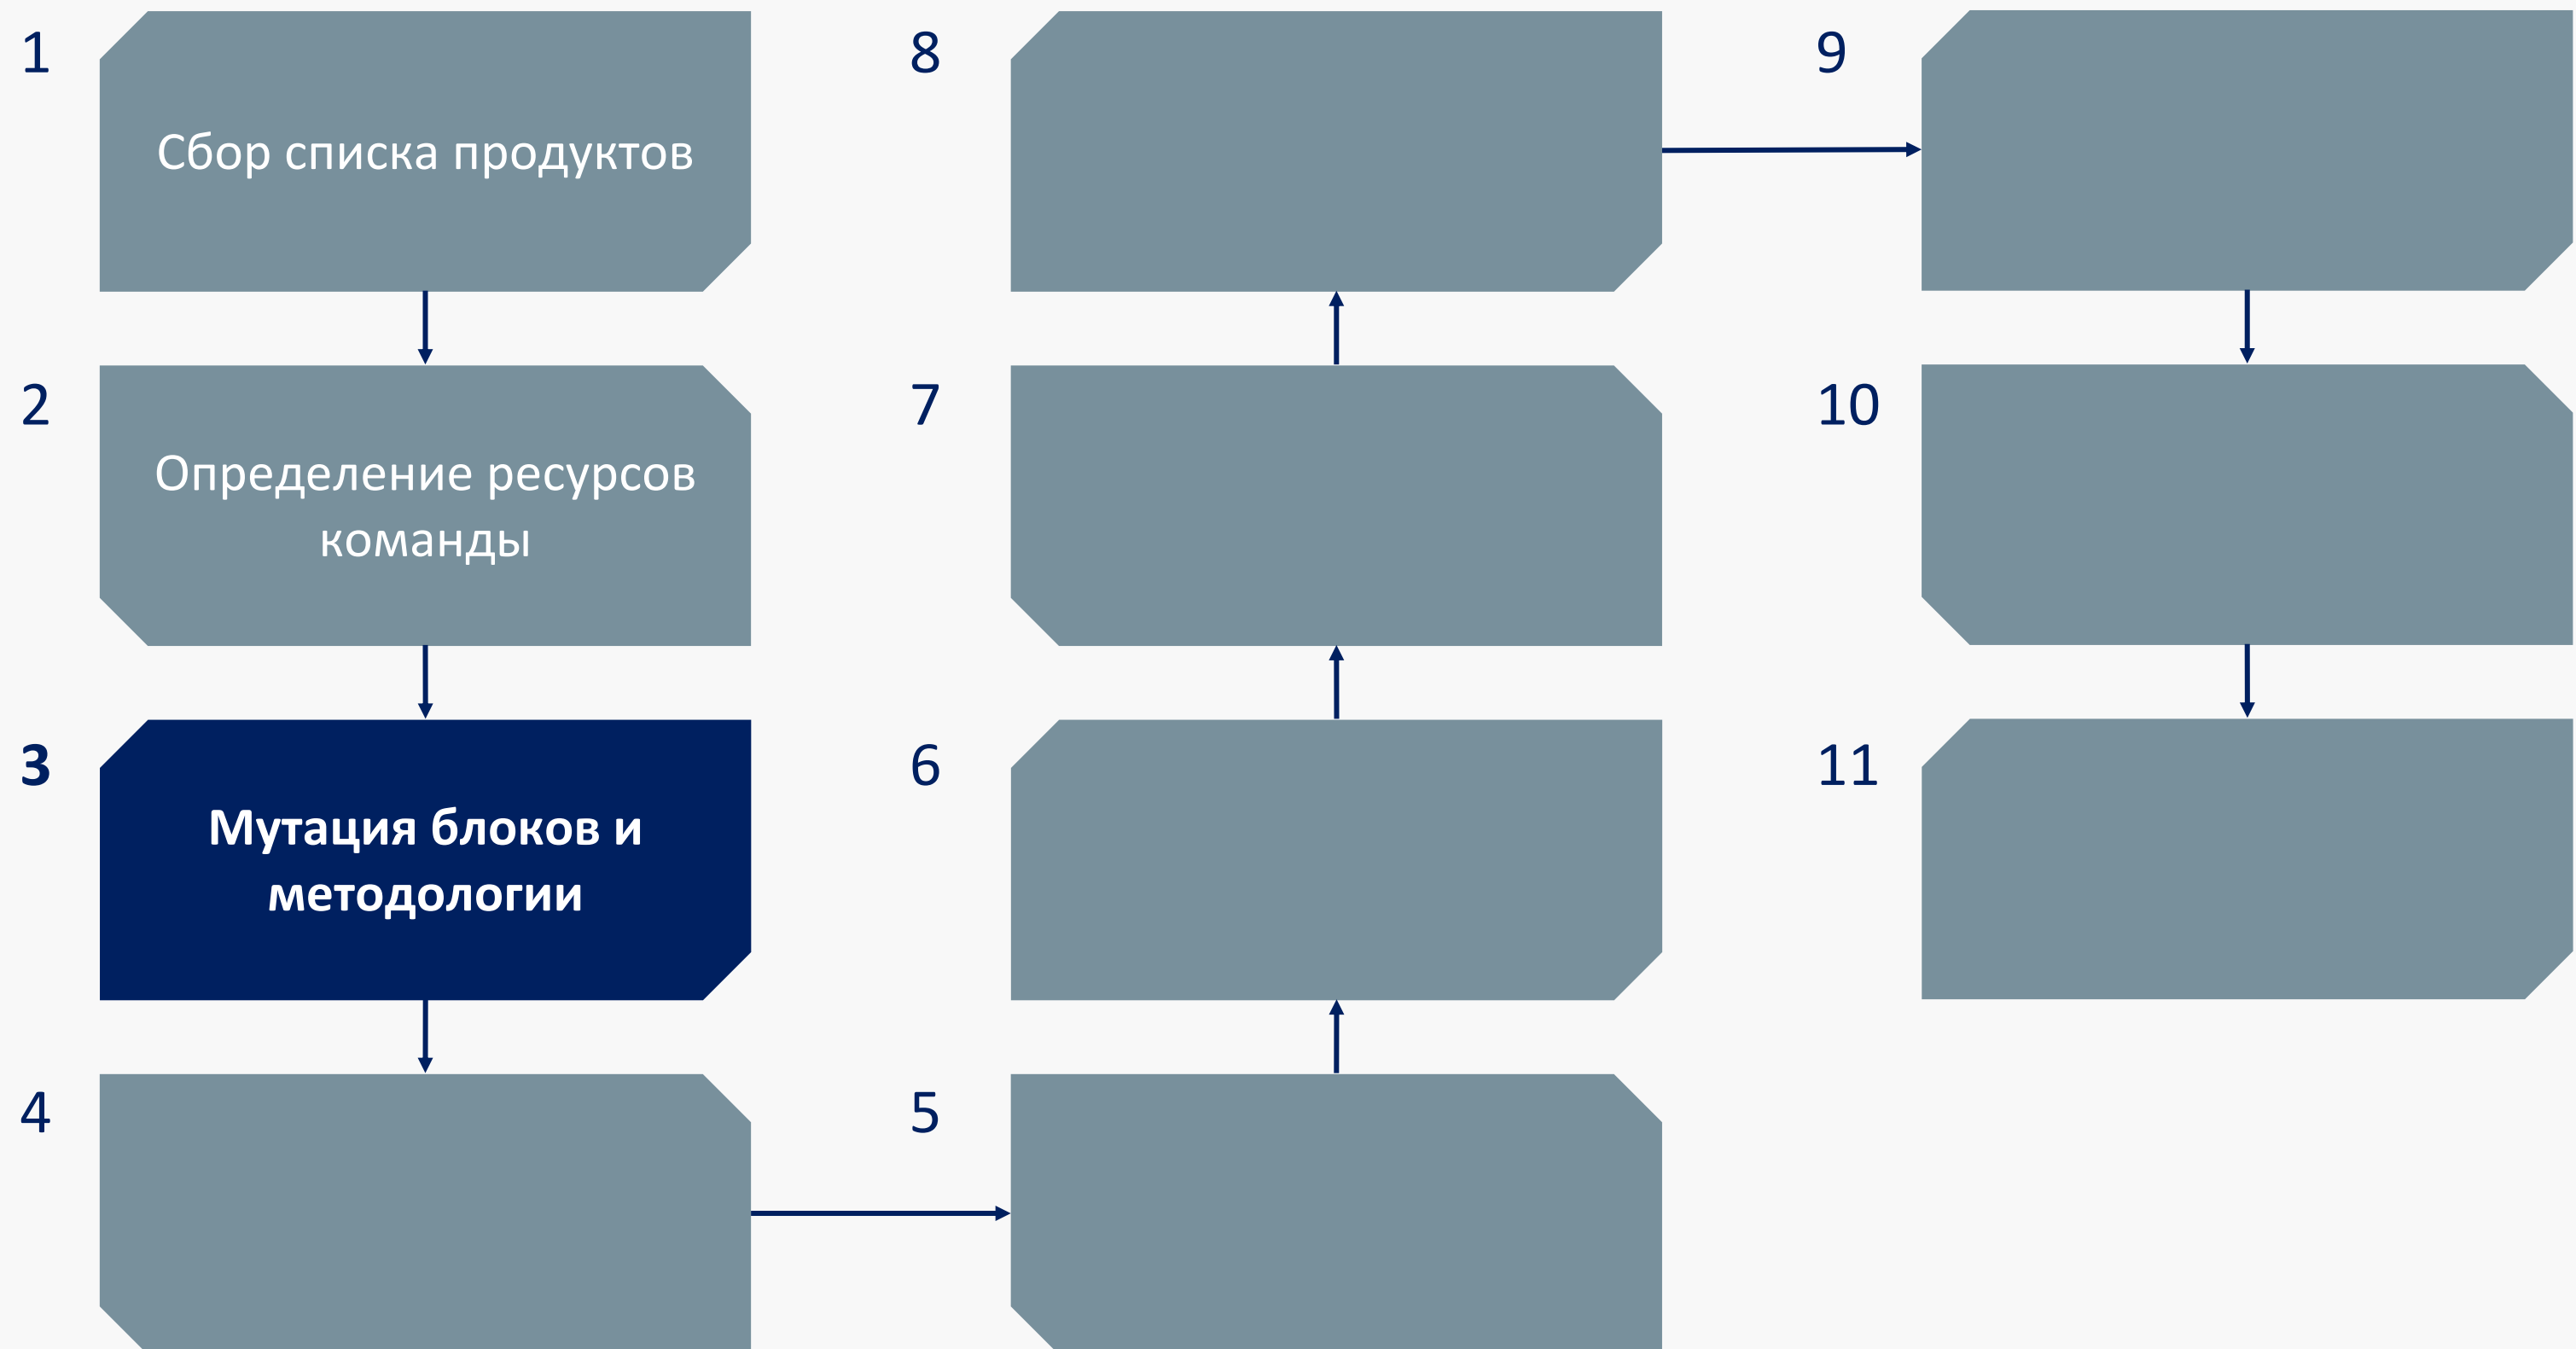 1
Сбор списка продуктов
2
Определение ресурсов
команды
3
Мутация блоков и
методологии
4
5
6
7
8
9
10
11